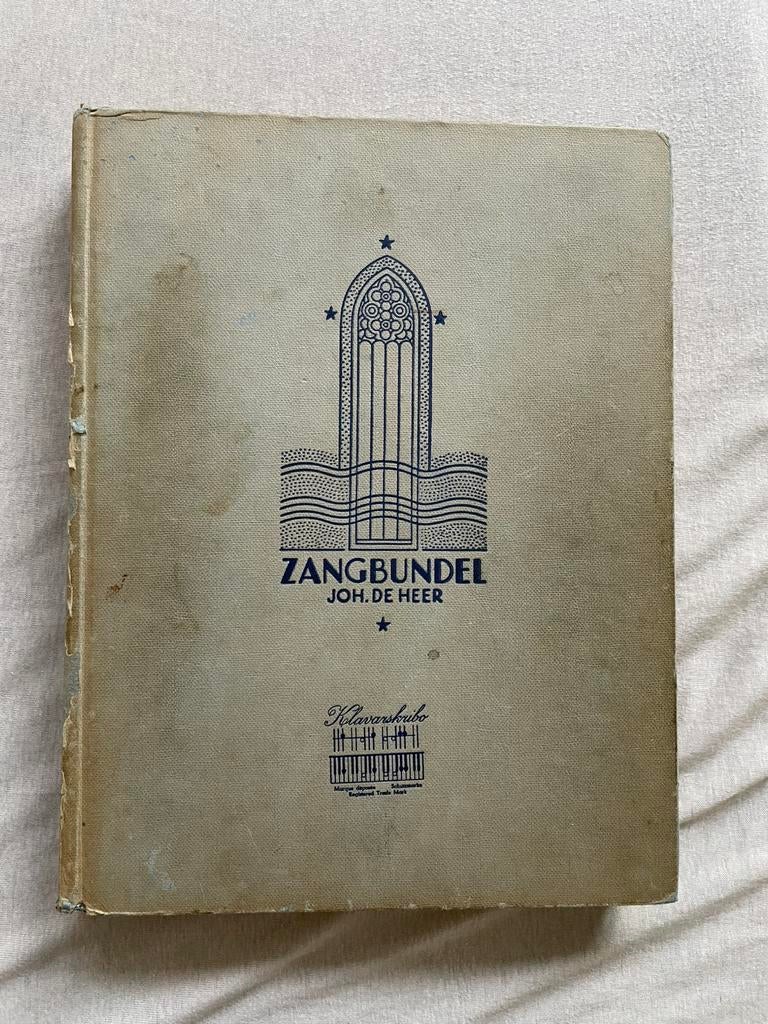 ZANGBUNDEL
JOH. DE HEER
Klavarskribo
Marque déposée Schutzmarke
Registered Trade Mark